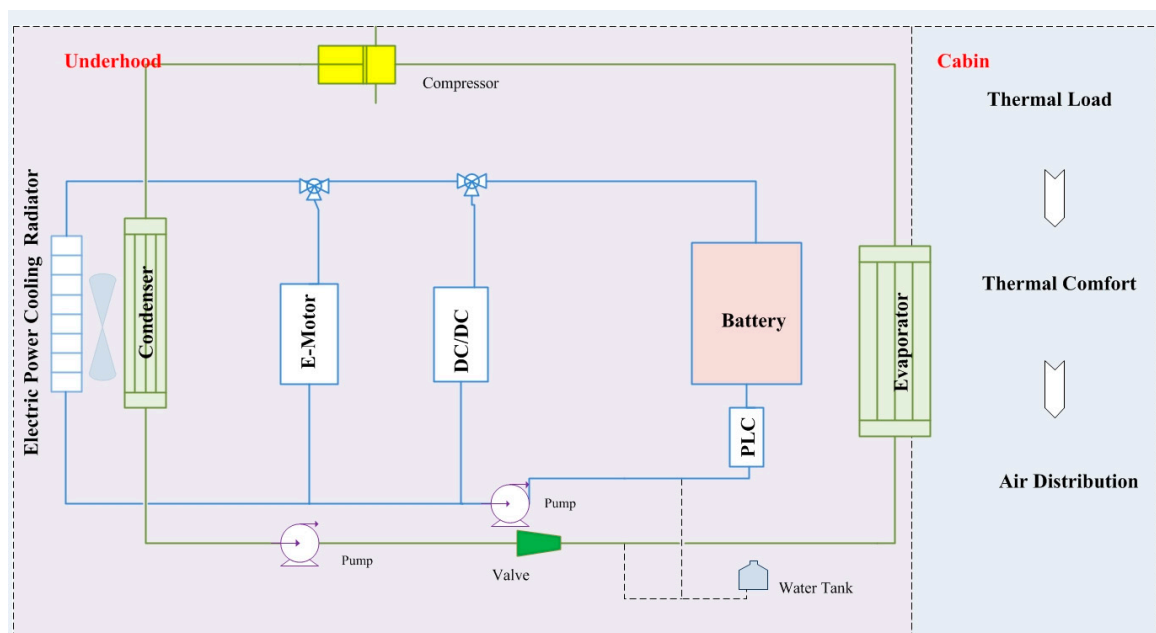 Underhood
Cabin
Compressor
Thermal Load
Electric Power Cooling Radiator
Condenser
E-Motor
DC/DC
Battery
Evaporator
Thermal Comfort
PLC
Air Distribution
Pump
Pump
Valve
Water Tank